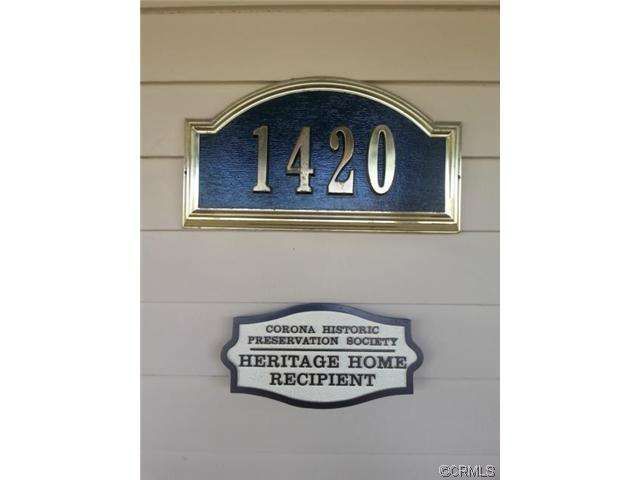 1420
CORONA HISTORIC
PRESERVATION SOCIETY
HERITAGE HOME
RECIPIENT
©CRMLS